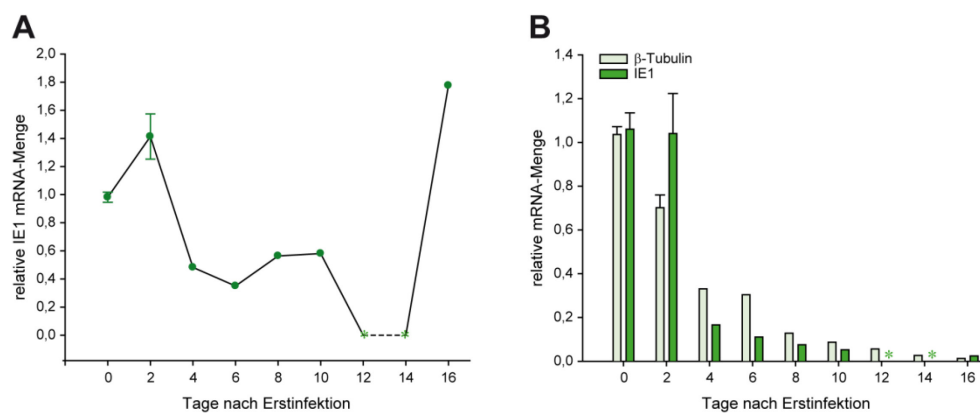 A
relative IE1 mRNA-Menge
2,0
1,8
1,6
1,4
1,2
1,0
0,8
0,6
0,4
0,2
0,0
* *
0 2 4 6 8 10 12 14 16
Tage nach Erstinfektion
B
relative mRNA-Menge
1,4
1,2
1,0
0,8
0,6
0,4
0,2
0,0
β-Tubulin
IE1
* *
0 2 4 6 8 10 12 14 16
Tage nach Erstinfektion